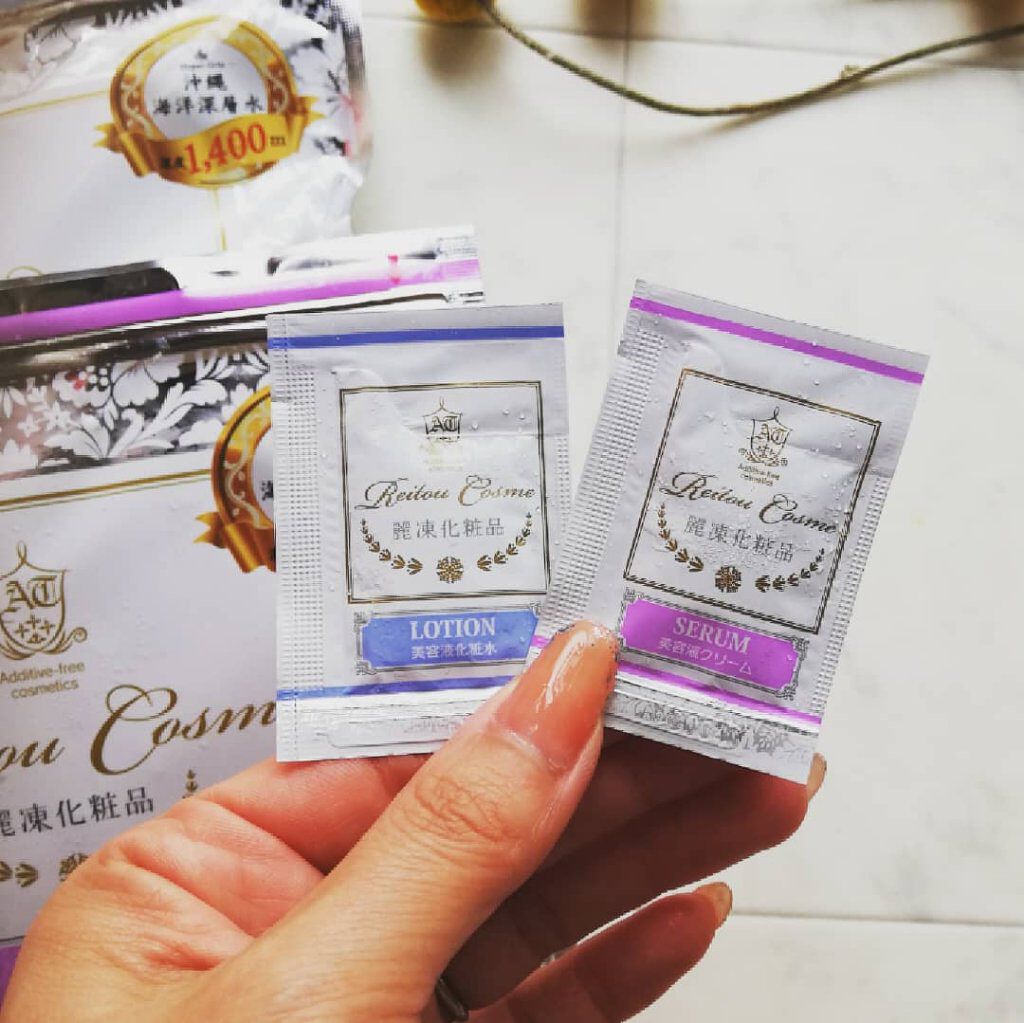 沖縄
海洋深層水
1,400m
AT
Additive-free
cosmetics
麗凍化粧品
AT
Reitou Cosme
麗凍化粧品
LOTION
美容液化粧水
AT
Additive-free
cosmetics
Reitou Cosme
麗凍化粧品
SERUM
美容液クリーム